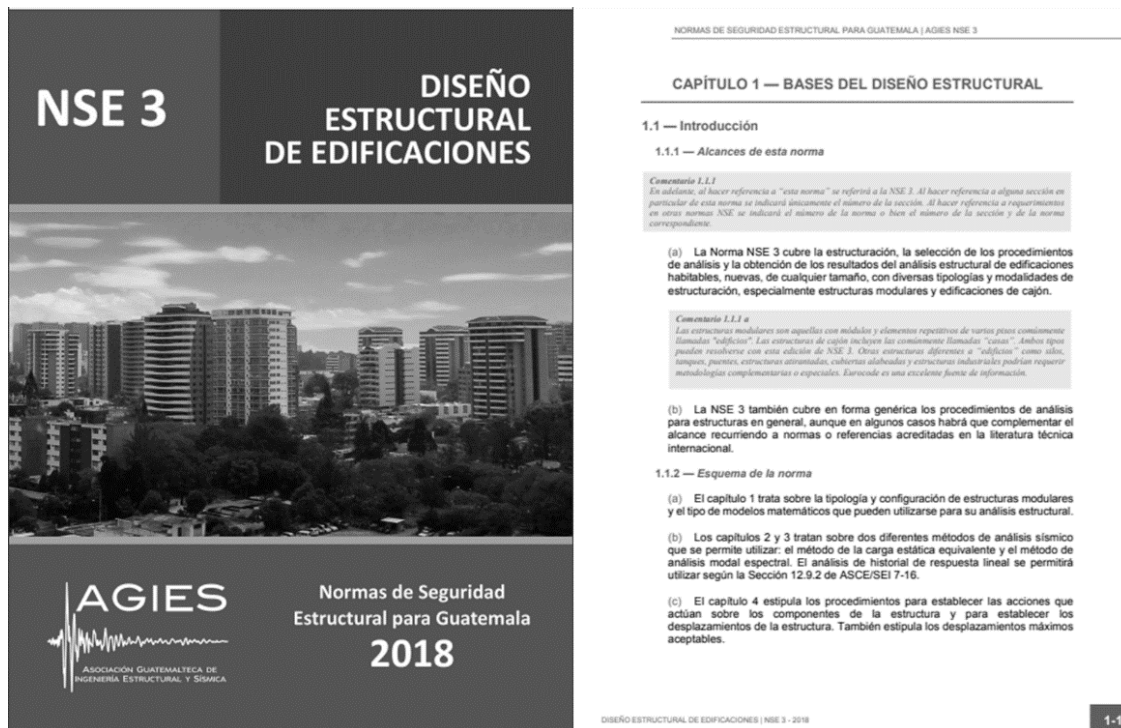 NSE 3
DISEÑO
ESTRUCTURAL
DE EDIFICACIONES
AGIES
ASOCIACIÓN GUATEMALTECA DE
INGENIERÍA ESTRUCTURAL Y SÍSMICA
Normas de Seguridad
Estructural para Guatemala
2018
NORMAS DE SEGURIDAD ESTRUCTURAL PARA GUATEMALA | AGIES NSE 3
CAPÍTULO 1 — BASES DEL DISEÑO ESTRUCTURAL
1.1 — Introducción
1.1.1 — Alcances de esta norma
Comentario 1.1.1
En adelante, al hacer referencia a “esta norma” se referirá a la NSE 3. Al hacer referencia a alguna sección en
particular de esta norma se indicará únicamente el número de la sección. Al hacer referencia a requerimientos
en otras normas NSE se indicará el número de la norma o bien el número de la sección y de la norma
correspondiente.
(a) La Norma NSE 3 cubre la estructuración, la selección de los procedimientos
de análisis y la obtención de los resultados del análisis estructural de edificaciones
habitables, nuevas, de cualquier tamaño, con diversas tipologías y modalidades de
estructuración, especialmente estructuras modulares y edificaciones de cajón.
Comentario 1.1.1 a
Las estructuras modulares son aquellas con módulos y elementos repetitivos de varios pisos comúnmente
llamadas "edificios". Las estructuras de cajón incluyen las comúnmente llamadas “casas”. Ambos tipos
pueden resolverse con esta edición de NSE 3. Otras estructuras diferentes a “edificios” como silos,
tanques, puentes, estructuras atirantadas, cubiertas alabeadas y estructuras industriales podrían requerir
metodologías complementarias o especiales. Eurocode es una excelente fuente de información.
(b) La NSE 3 también cubre en forma genérica los procedimientos de análisis
para estructuras en general, aunque en algunos casos habrá que complementar el
alcance recurriendo a normas o referencias acreditadas en la literatura técnica
internacional.
1.1.2 — Esquema de la norma
(a) El capítulo 1 trata sobre la tipología y configuración de estructuras modulares
y el tipo de modelos matemáticos que pueden utilizarse para su análisis estructural.
(b) Los capítulos 2 y 3 tratan sobre dos diferentes métodos de análisis sísmico
que se permite utilizar: el método de la carga estática equivalente y el método de
análisis modal espectral. El análisis de historial de respuesta lineal se permitirá
utilizar según la Sección 12.9.2 de ASCE/SEI 7-16.
(c) El capítulo 4 estipula los procedimientos para establecer las acciones que
actúan sobre los componentes de la estructura y para establecer los
desplazamientos de la estructura. También estipula los desplazamientos máximos
aceptables.
DISEÑO ESTRUCTURAL DE EDIFICACIONES | NSE 3 - 2018
1-1